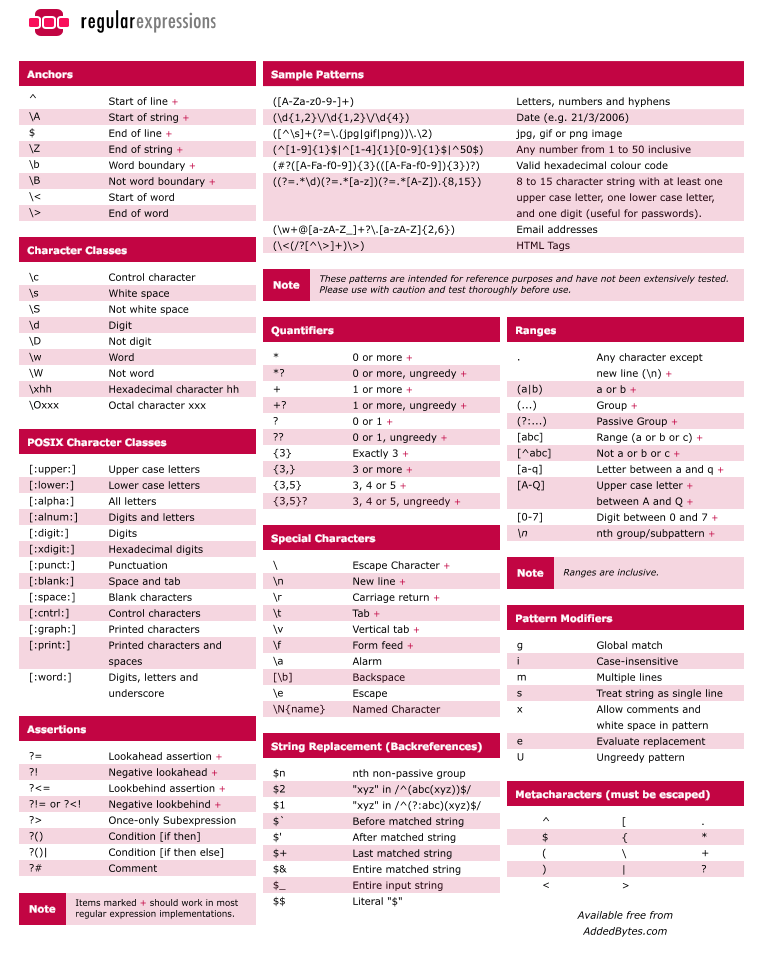 regularexpressions
Anchors
^ Start of line +
\A Start of string +
$ End of line +
\Z End of string +
\b Word boundary +
\B Not word boundary +
\< Start of word
\> End of word
Character Classes
\c Control character
\s White space
\S Not white space
\d Digit
\D Not digit
\w Word
\W Not word
\xhh Hexadecimal character hh
\Oxxx Octal character xxx
POSIX Character Classes
[:upper:] Upper case letters
[:lower:] Lower case letters
[:alpha:] All letters
[:alnum:] Digits and letters
[:digit:] Digits
[:xdigit:] Hexadecimal digits
[:punct:] Punctuation
[:blank:] Space and tab
[:space:] Blank characters
[:cntrl:] Control characters
[:graph:] Printed characters
[:print:] Printed characters and
spaces
[:word:] Digits, letters and
underscore
Assertions
?= Lookahead assertion +
?! Negative lookahead +
?<= Lookbehind assertion +
?!= or ?<! Negative lookbehind +
?> Once-only Subexpression
?() Condition [if then]
?()| Condition [if then else]
?# Comment
Note Items marked + should work in most
regular expression implementations.
Sample Patterns
([A-Za-z0-9-]+) Letters, numbers and hyphens
(\d{1,2}\/\d{1,2}\/\d{4}) Date (e.g. 21/3/2006)
([^\s]+(?=\.(jpg|gif|png))\.\2) jpg, gif or png image
(^[1-9]{1}$|^[1-4]{1}[0-9]{1}$|^50$) Any number from 1 to 50 inclusive
(#?([A-Fa-f0-9]){3}(([A-Fa-f0-9]){3})?) Valid hexadecimal colour code
((?=.*\d)(?=.*[a-z])(?=.*[A-Z]).{8,15}) 8 to 15 character string with at least one
upper case letter, one lower case letter,
and one digit (useful for passwords).
(\w+@[a-zA-Z_]+?\.[a-zA-Z]{2,6}) Email addresses
(\<(/?[^\>]+)\>) HTML Tags
Note These patterns are intended for reference purposes and have not been extensively tested.
Please use with caution and test thoroughly before use.
Quantifiers
* 0 or more +
*? 0 or more, ungreedy +
+ 1 or more +
+? 1 or more, ungreedy +
? 0 or 1 +
?? 0 or 1, ungreedy +
{3} Exactly 3 +
{3,} 3 or more +
{3,5} 3, 4 or 5 +
{3,5}? 3, 4 or 5, ungreedy +
Special Characters
\ Escape Character +
\n New line +
\r Carriage return +
\t Tab +
\v Vertical tab +
\f Form feed +
\a Alarm
[\b] Backspace
\e Escape
\N{name} Named Character
String Replacement (Backreferences)
$n nth non-passive group
$2 "xyz" in /^(abc(xyz))$/
$1 "xyz" in /^(?:abc)(xyz)$/
$` Before matched string
$' After matched string
$+ Last matched string
$& Entire matched string
$_ Entire input string
$$ Literal "$"
Ranges
. Any character except
new line (\n) +
(a|b) a or b +
(...) Group +
(?:...) Passive Group +
[abc] Range (a or b or c) +
[^abc] Not a or b or c +
[a-q] Letter between a and q +
[A-Q] Upper case letter +
between A and Q +
[0-7] Digit between 0 and 7 +
\n nth group/subpattern +
Note Ranges are inclusive.
Pattern Modifiers
g Global match
i Case-insensitive
m Multiple lines
s Treat string as single line
x Allow comments and
white space in pattern
e Evaluate replacement
U Ungreedy pattern
Metacharacters (must be escaped)
^ [ .
$ { *
( \ +
) | ?
< >
Available free from
AddedBytes.com